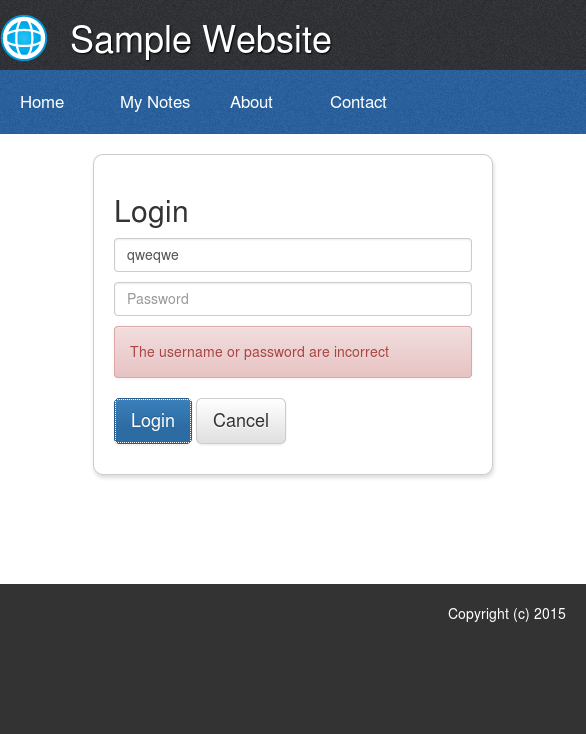 Sample Website
Home My Notes About Contact
Login
qweqwe
Password
The username or password are incorrect
Login Cancel
Copyright (c) 2015